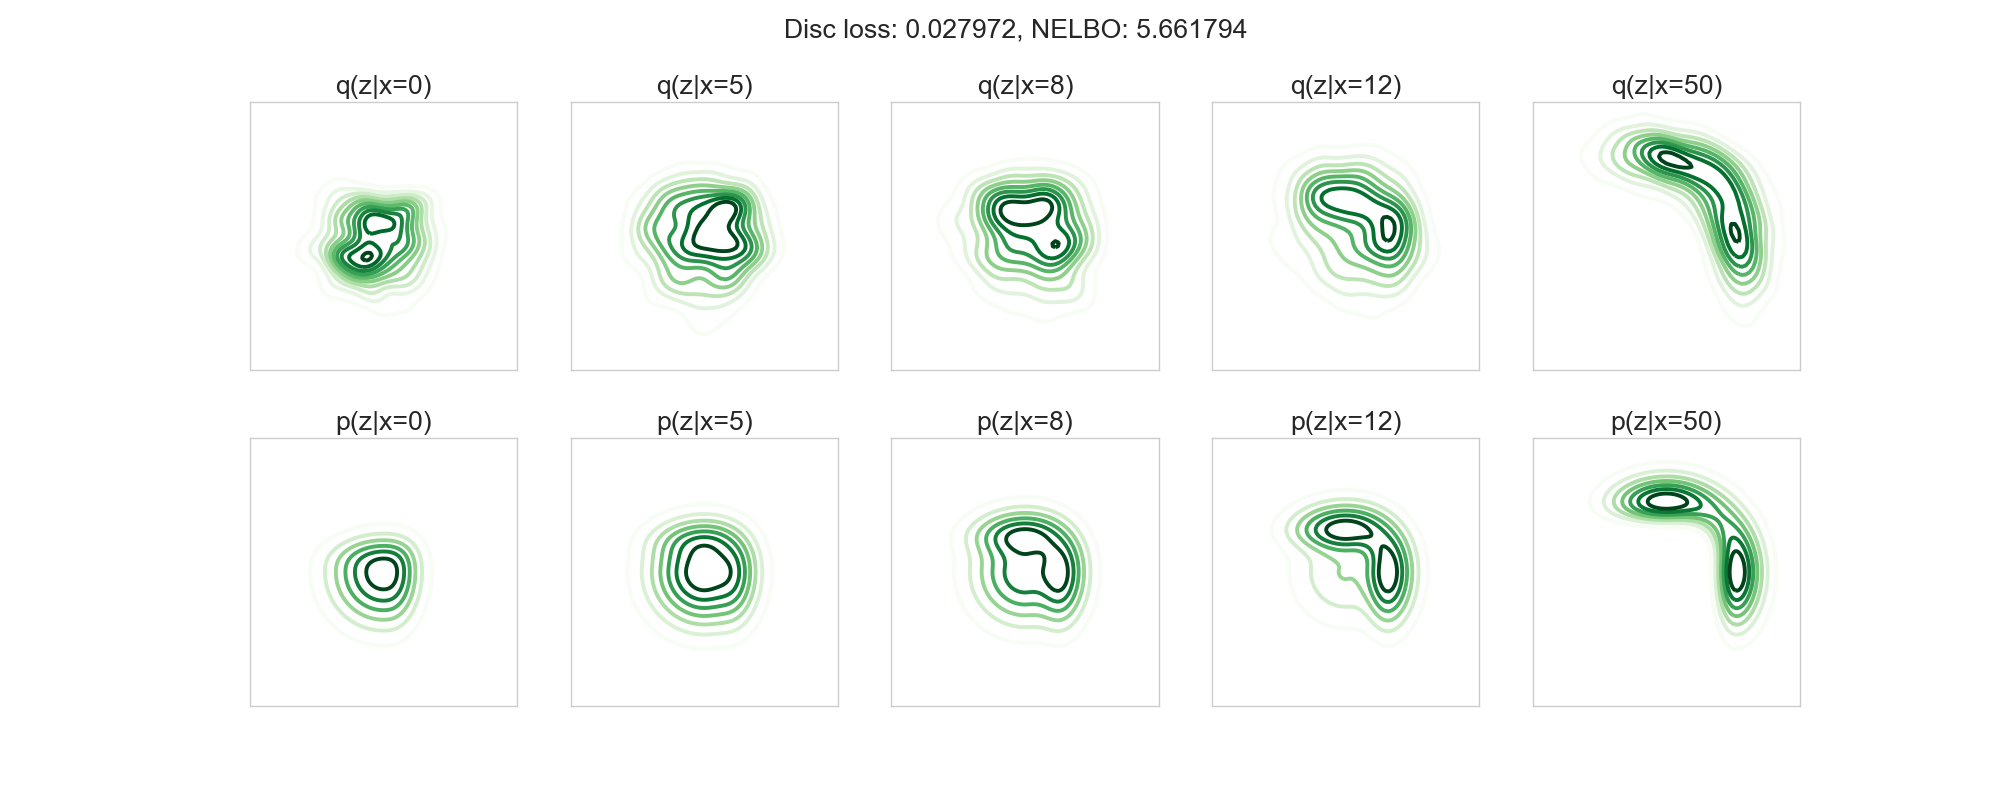 Disc loss: 0.027972, NELBO: 5.661794
q(z|x=0) q(z|x=5) q(z|x=8) q(z|x=12) q(z|x=50)
p(z|x=0) p(z|x=5) p(z|x=8) p(z|x=12) p(z|x=50)